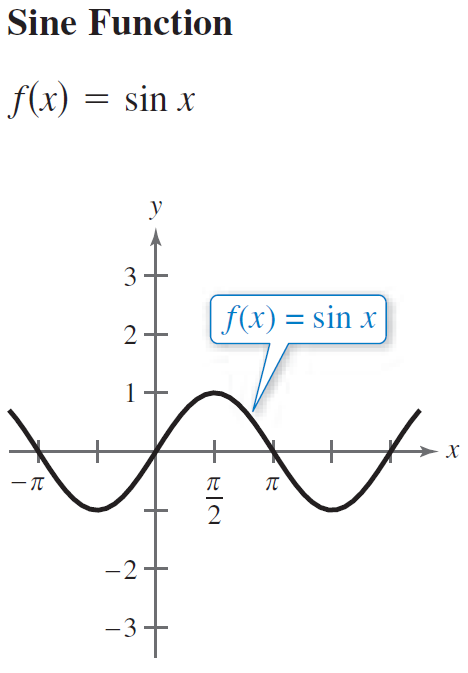 Sine Function
f(x) = sin x
y
3
f(x) = sin x
2
1
x
−π
π/2
π
−2
−3